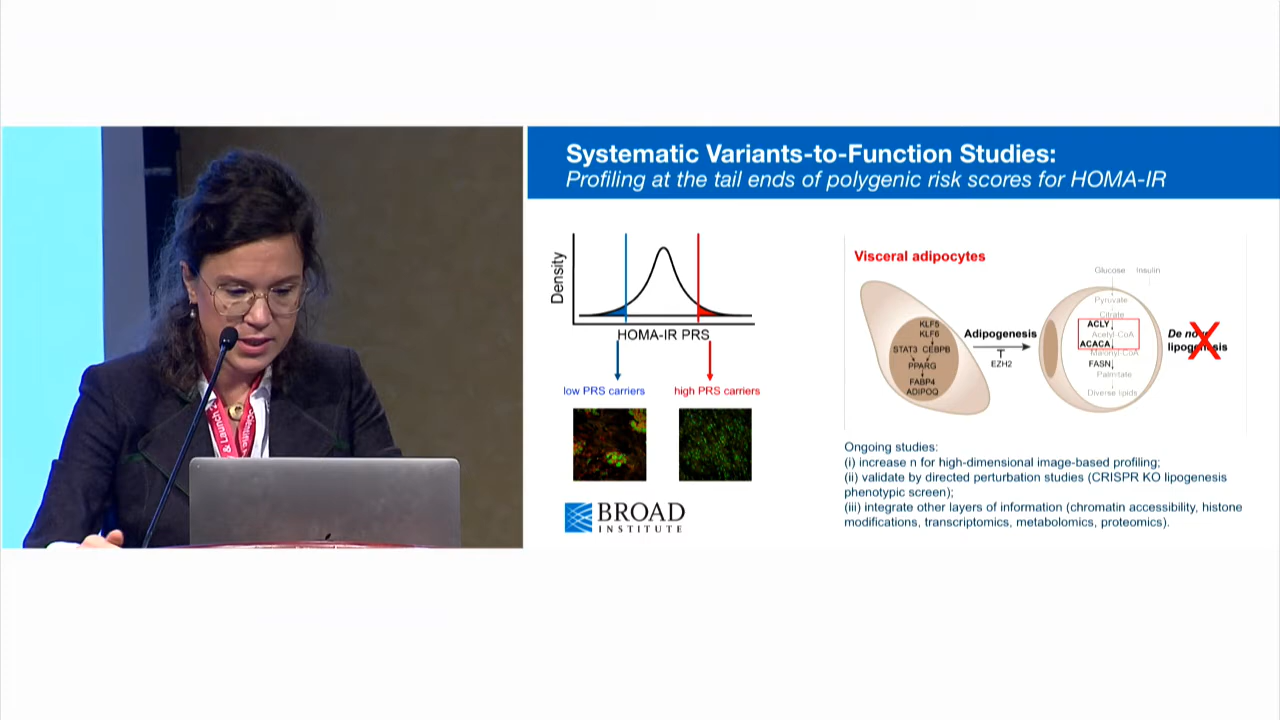 Systematic Variants-to-Function Studies:
Profiling at the tail ends of polygenic risk scores for HOMA-IR
Density
HOMA-IR PRS
low PRS carriers
high PRS carriers
BROAD
INSTITUTE
Visceral adipocytes
KLF5
KLF6
STAT3 CEBPB
PPARG
FABP4
ADIPOQ
Adipogenesis
EZH2
Glucose Insulin
Pyruvate
Citrate
ACLY
Acetyl-CoA
ACACA
Malonyl-CoA
FASN
Palmitate
Diverse lipids
De novo
lipogenesis
Ongoing studies:
(i) increase n for high-dimensional image-based profiling;
(ii) validate by directed perturbation studies (CRISPR KO lipogenesis
phenotypic screen);
(iii) integrate other layers of information (chromatin accessibility, histone
modifications, transcriptomics, metabolomics, proteomics).
& Launch